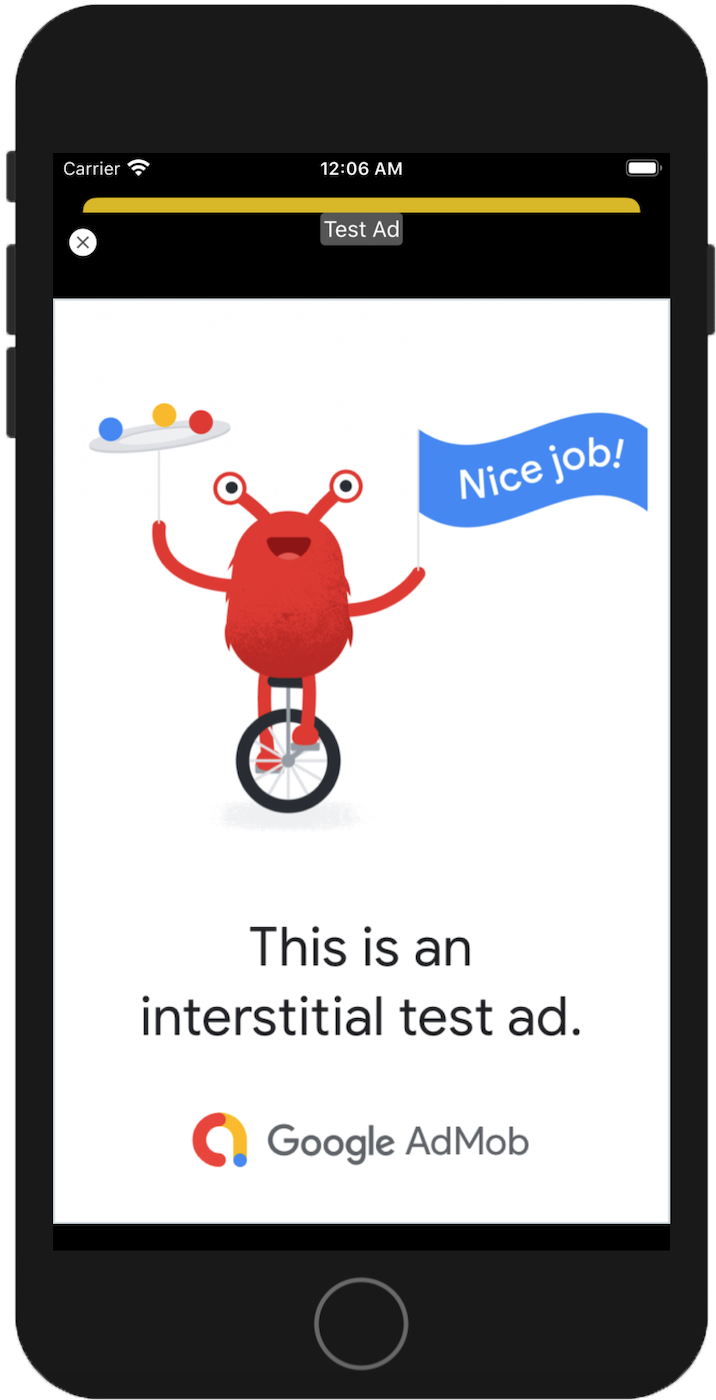 Carrier 12:06 AM
Test Ad
Nice job!
This is an
interstitial test ad.
Google AdMob